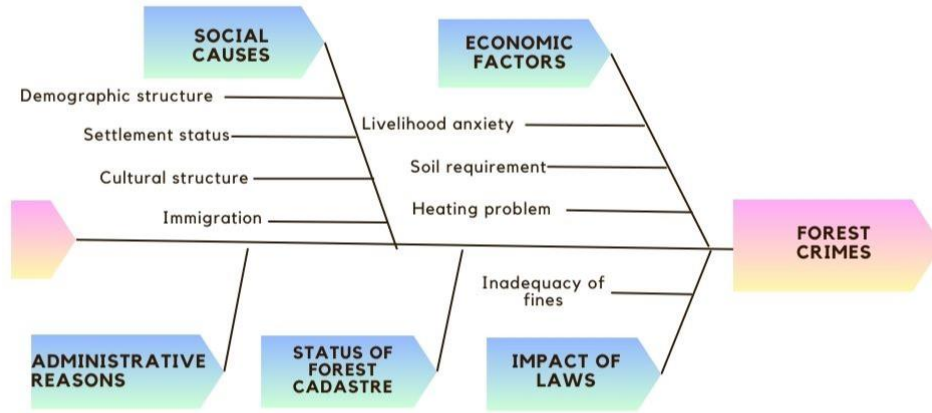 SOCIAL
CAUSES
Demographic structure
Settlement status
Cultural structure
Immigration
ECONOMIC
FACTORS
Livelihood anxiety
Soil requirement
Heating problem
FOREST
CRIMES
ADMINISTRATIVE
REASONS
STATUS OF
FOREST
CADASTRE
Inadequacy of
fines
IMPACT OF
LAWS